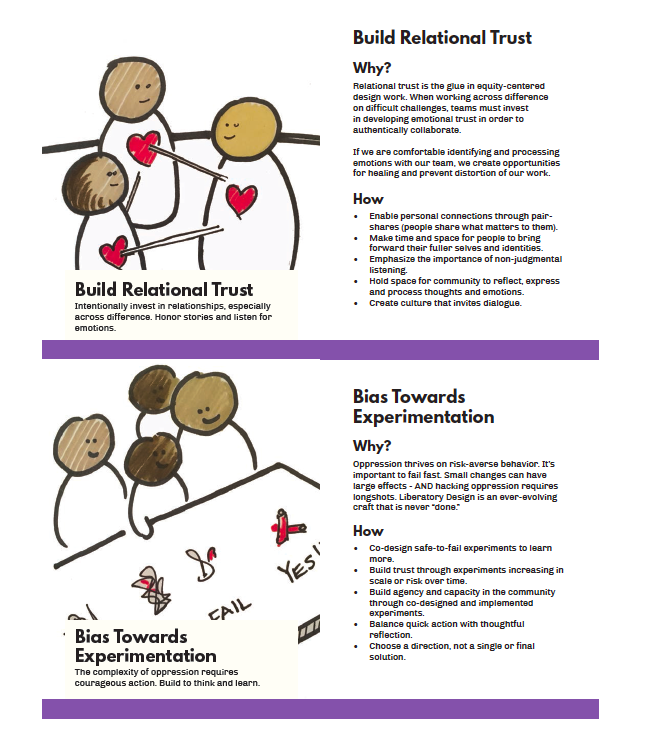 Build Relational Trust
Intentionally invest in relationships, especially
across difference. Honor stories and listen for
emotions.
Build Relational Trust
Why?
Relational trust is the glue in equity-centered
design work. When working across difference
on difficult challenges, teams must invest
in developing emotional trust in order to
authentically collaborate.
If we are comfortable identifying and processing
emotions with our team, we create opportunities
for healing and prevent distortion of our work.
How
• Enable personal connections through pair-
shares (people share what matters to them).
• Make time and space for people to bring
forward their fuller selves and identities.
• Emphasize the importance of non-judgmental
listening.
• Hold space for community to reflect, express
and process thoughts and emotions.
• Create culture that invites dialogue.
YES!
FAIL
Bias Towards
Experimentation
The complexity of oppression requires
courageous action. Build to think and learn.
Bias Towards
Experimentation
Why?
Oppression thrives on risk-averse behavior. It's
important to fail fast. Small changes can have
large effects - AND hacking oppression requires
longshots. Liberatory Design is an ever-evolving
craft that is never "done."
How
• Co-design safe-to-fail experiments to learn
more.
• Build trust through experiments increasing in
scale or risk over time.
• Build agency and capacity in the community
through co-designed and implemented
experiments.
• Balance quick action with thoughtful
reflection.
• Choose a direction, not a single or final
solution.